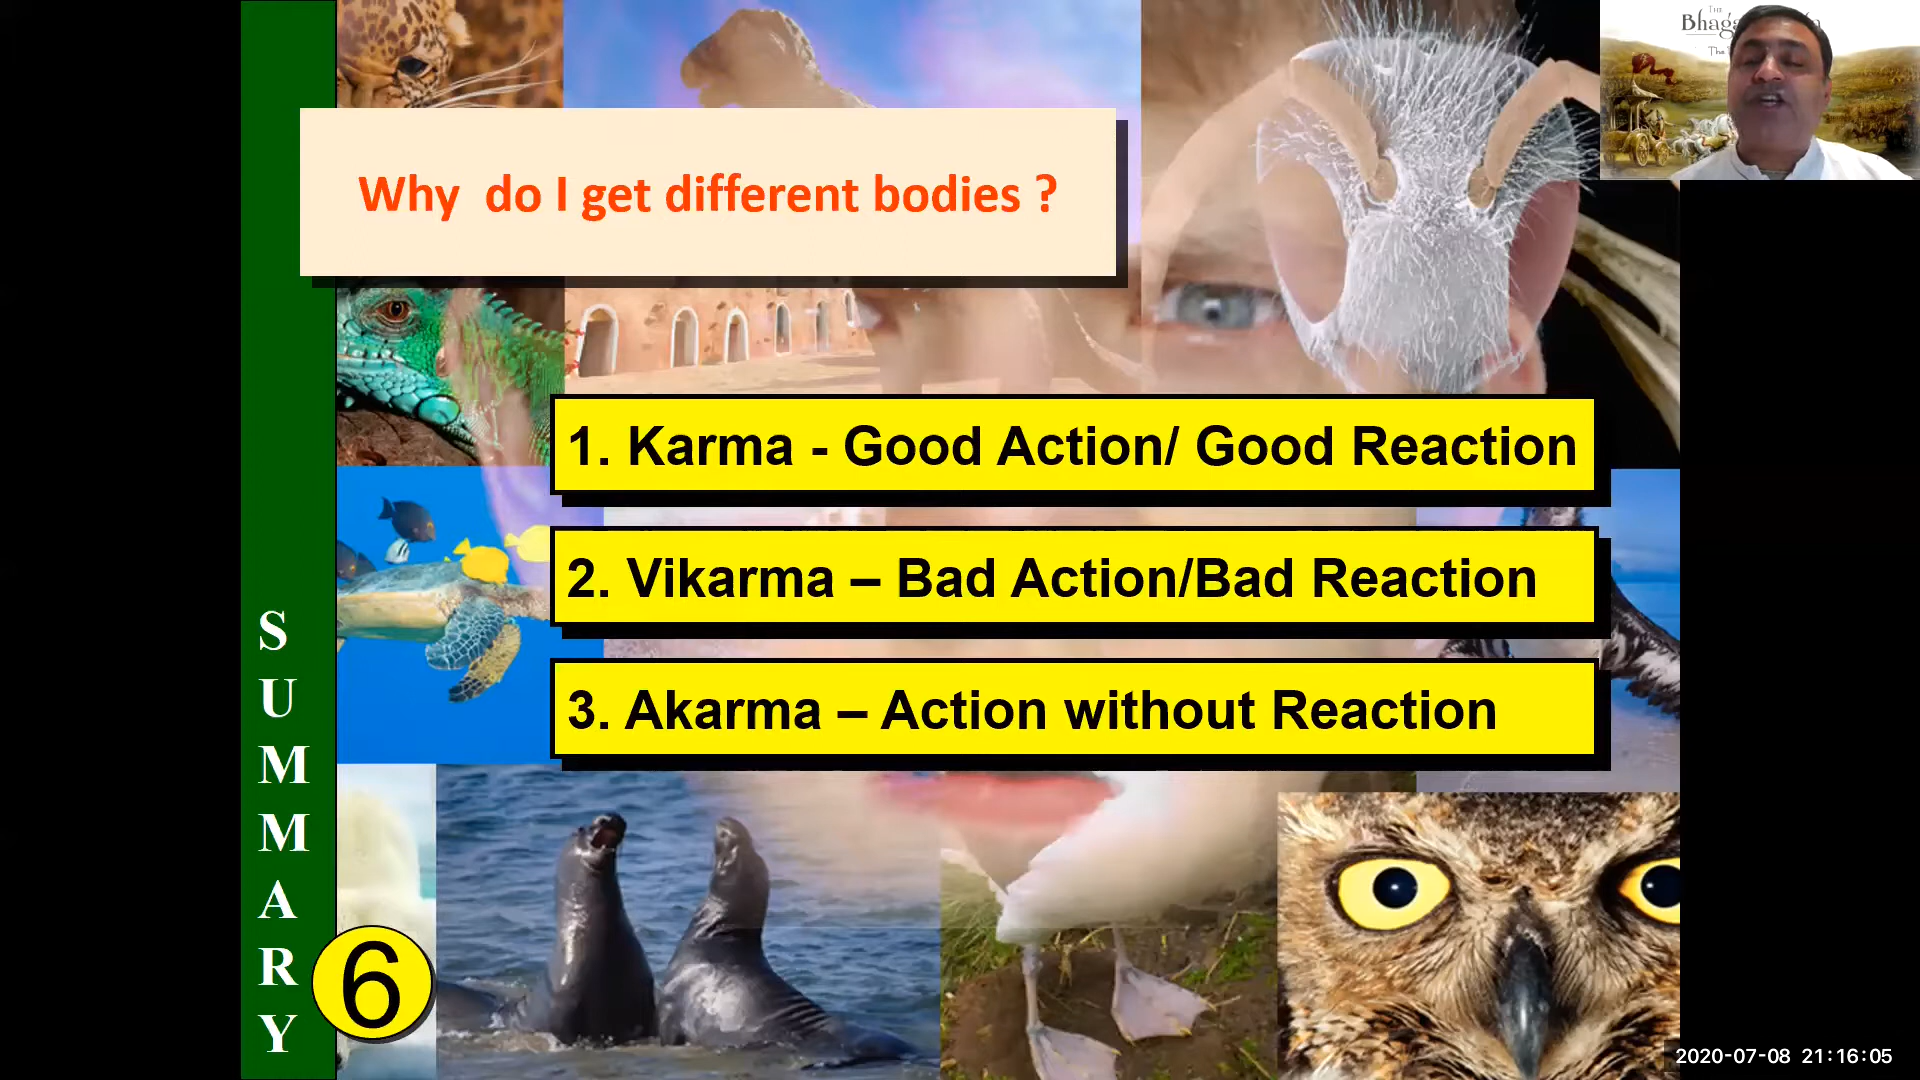 THE
Why do I get different bodies ?
1. Karma - Good Action/ Good Reaction
2. Vikarma – Bad Action/Bad Reaction
3. Akarma – Action without Reaction
S
U
M
M
A
R
Y
6
2020-07-08 21:16:05